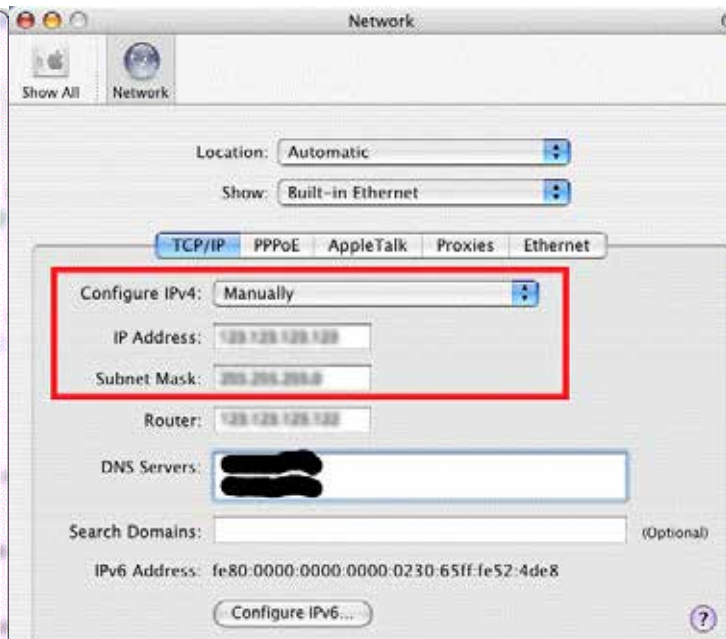 Network
Show All
Network
Location: Automatic
Show: Built-in Ethernet
TCP/IP PPPoE AppleTalk Proxies Ethernet
Configure IPv4: Manually
IP Address:
Subnet Mask:
Router:
DNS Servers:
Search Domains: (Optional)
IPv6 Address: fe80:0000:0000:0000:0230:65ff:fe52:4de8
Configure IPv6...
?